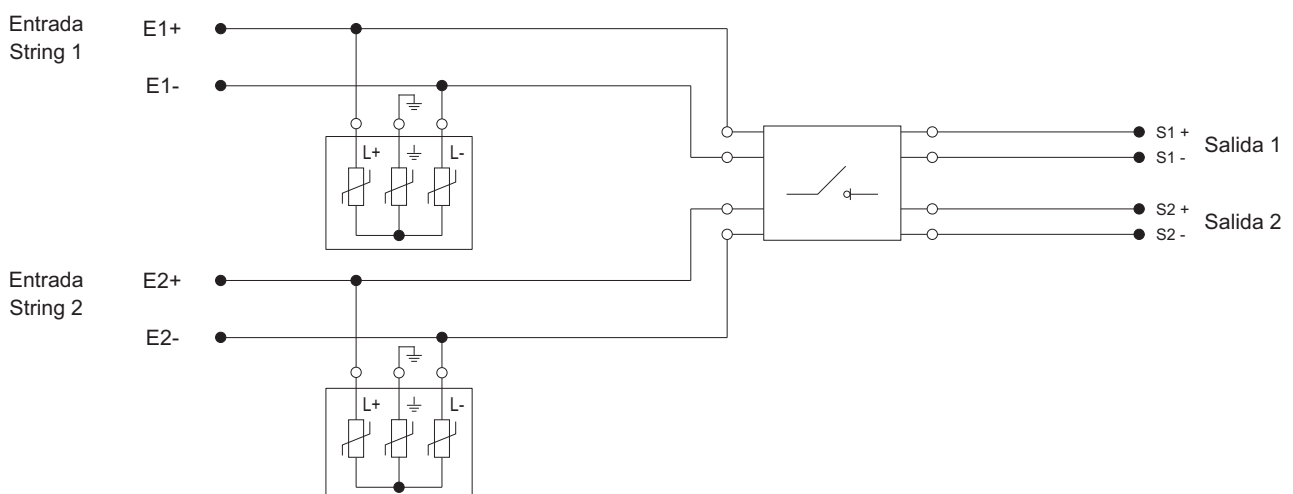 Entrada
String 1
E1+
E1-
L+
L-
S1 +
S1 -
Salida 1
S2 +
S2 -
Salida 2
Entrada
String 2
E2+
E2-
L+
L-